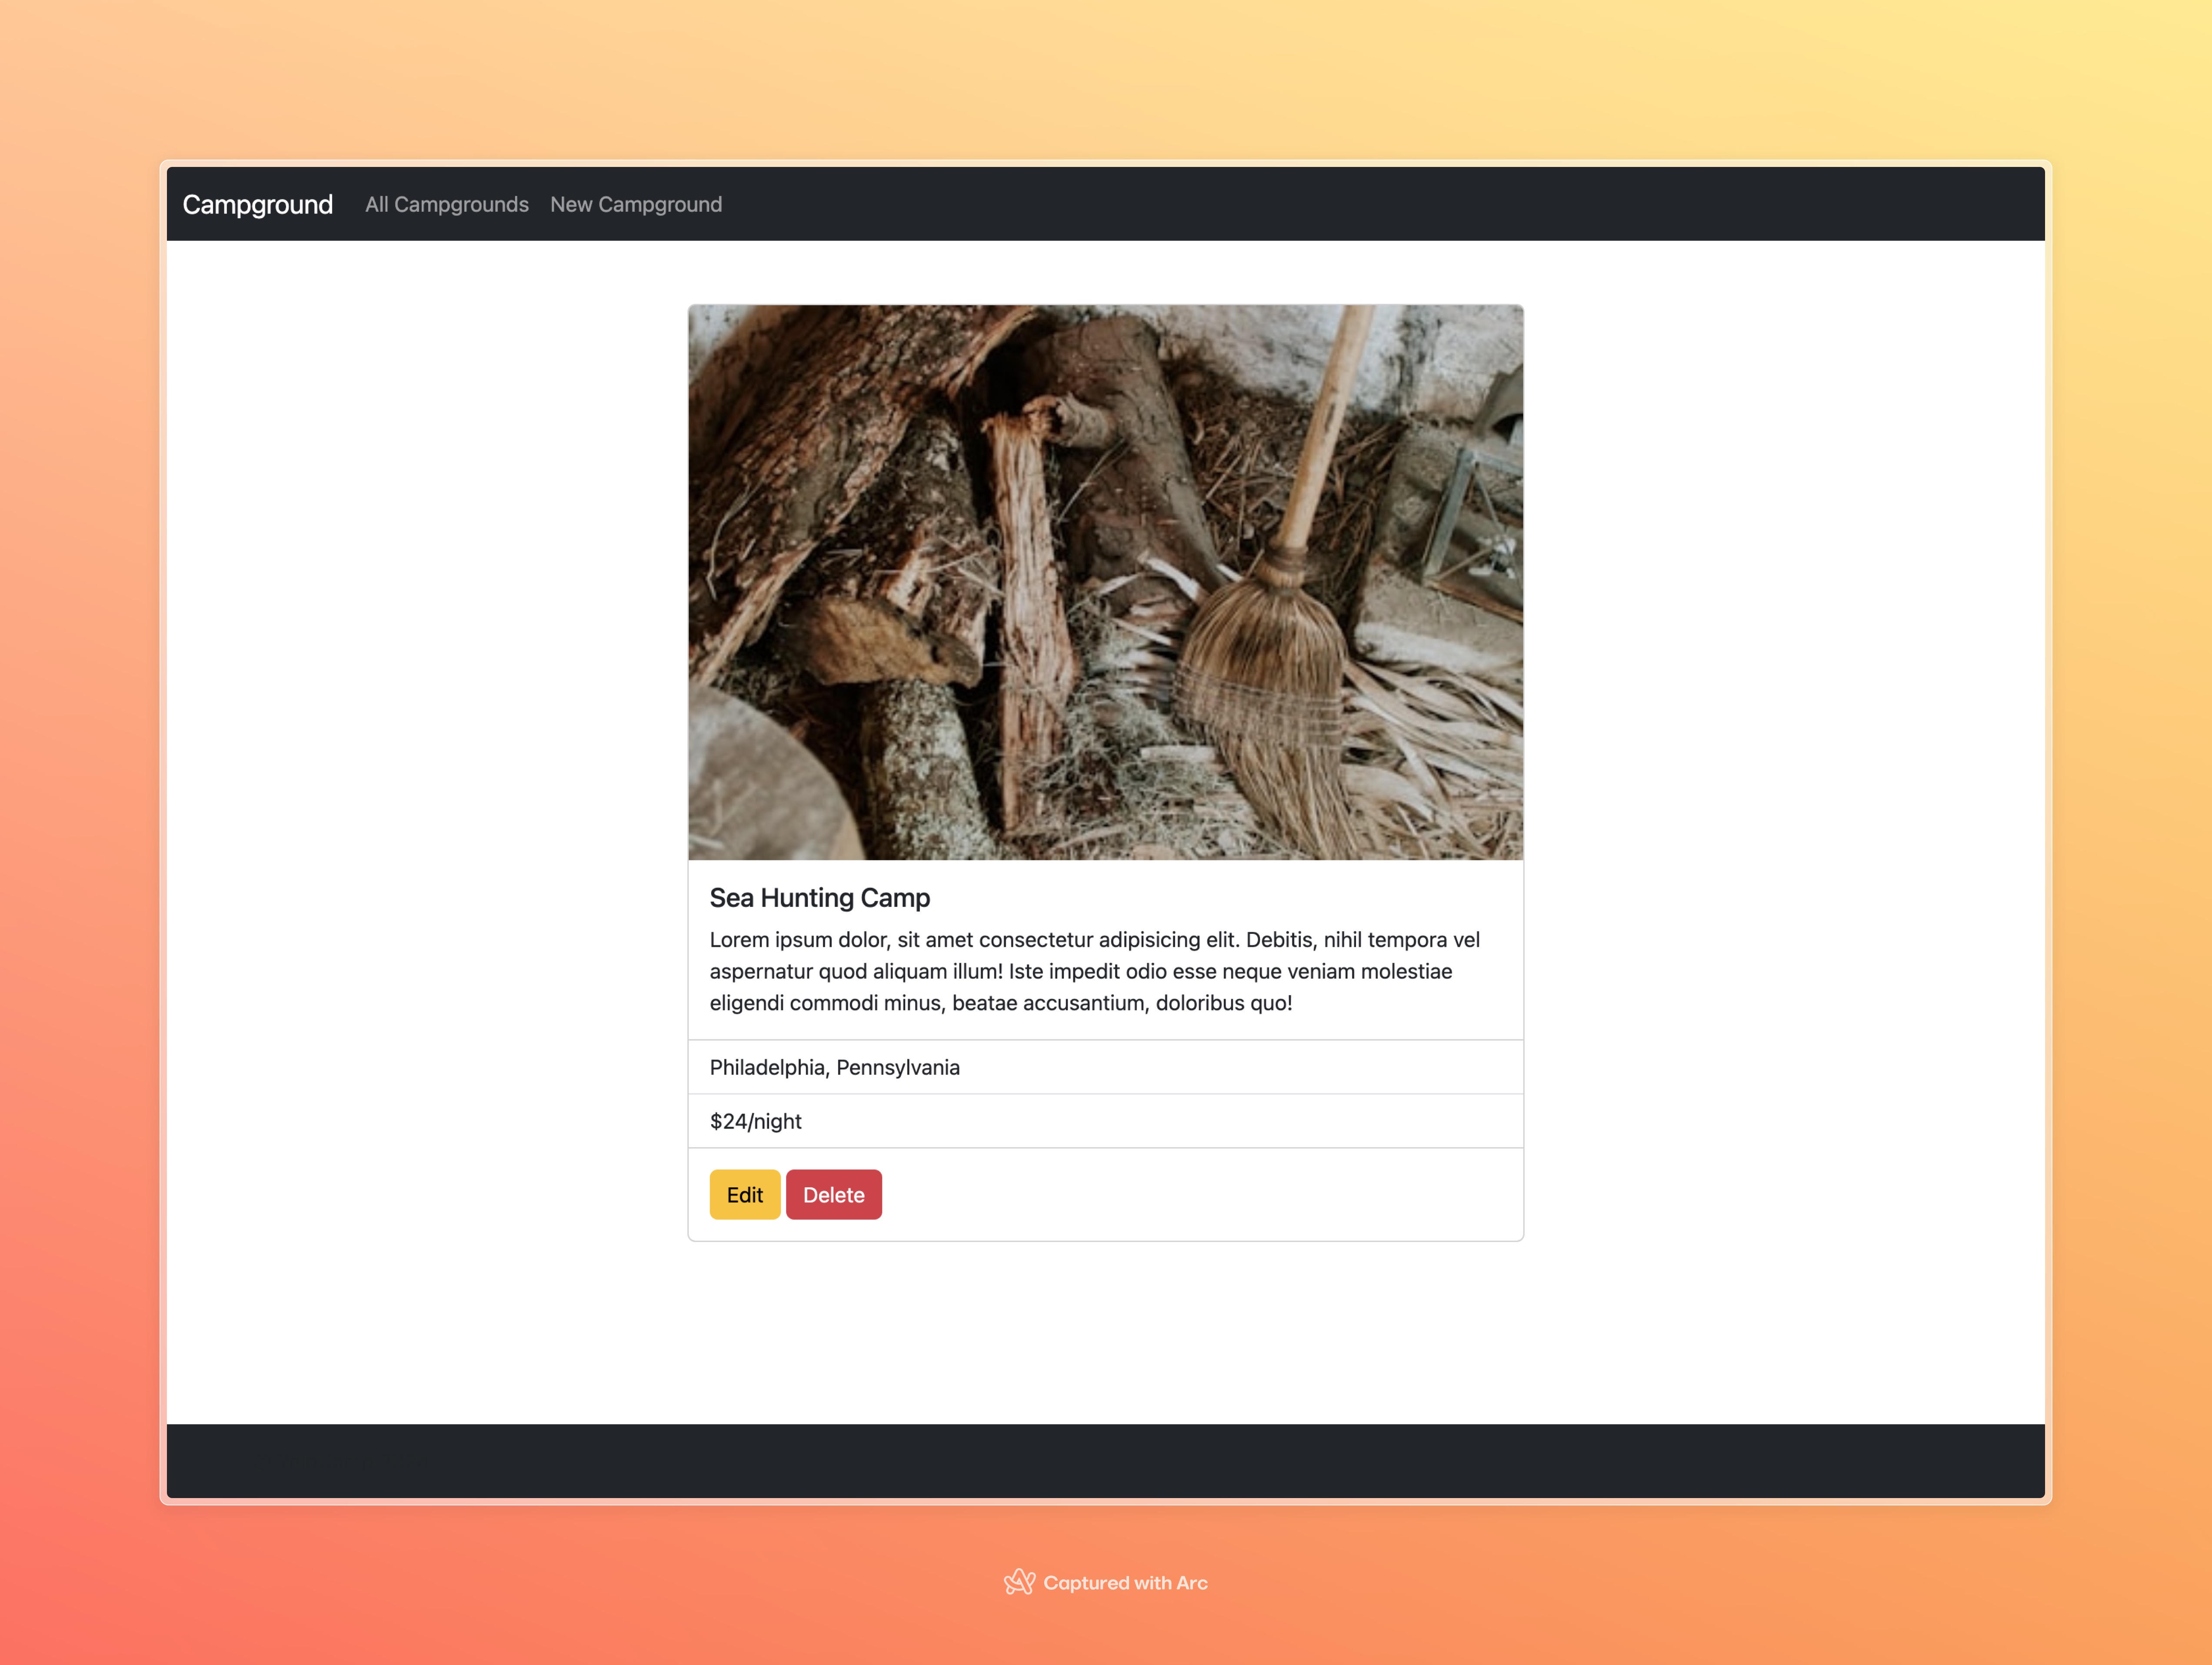 Campground All Campgrounds New Campground
Sea Hunting Camp
Lorem ipsum dolor, sit amet consectetur adipisicing elit. Debitis, nihil tempora vel
aspernatur quod aliquam illum! Iste impedit odio esse neque veniam molestiae
eligendi commodi minus, beatae accusantium, doloribus quo!
Philadelphia, Pennsylvania
$24/night
Edit Delete
Captured with Arc